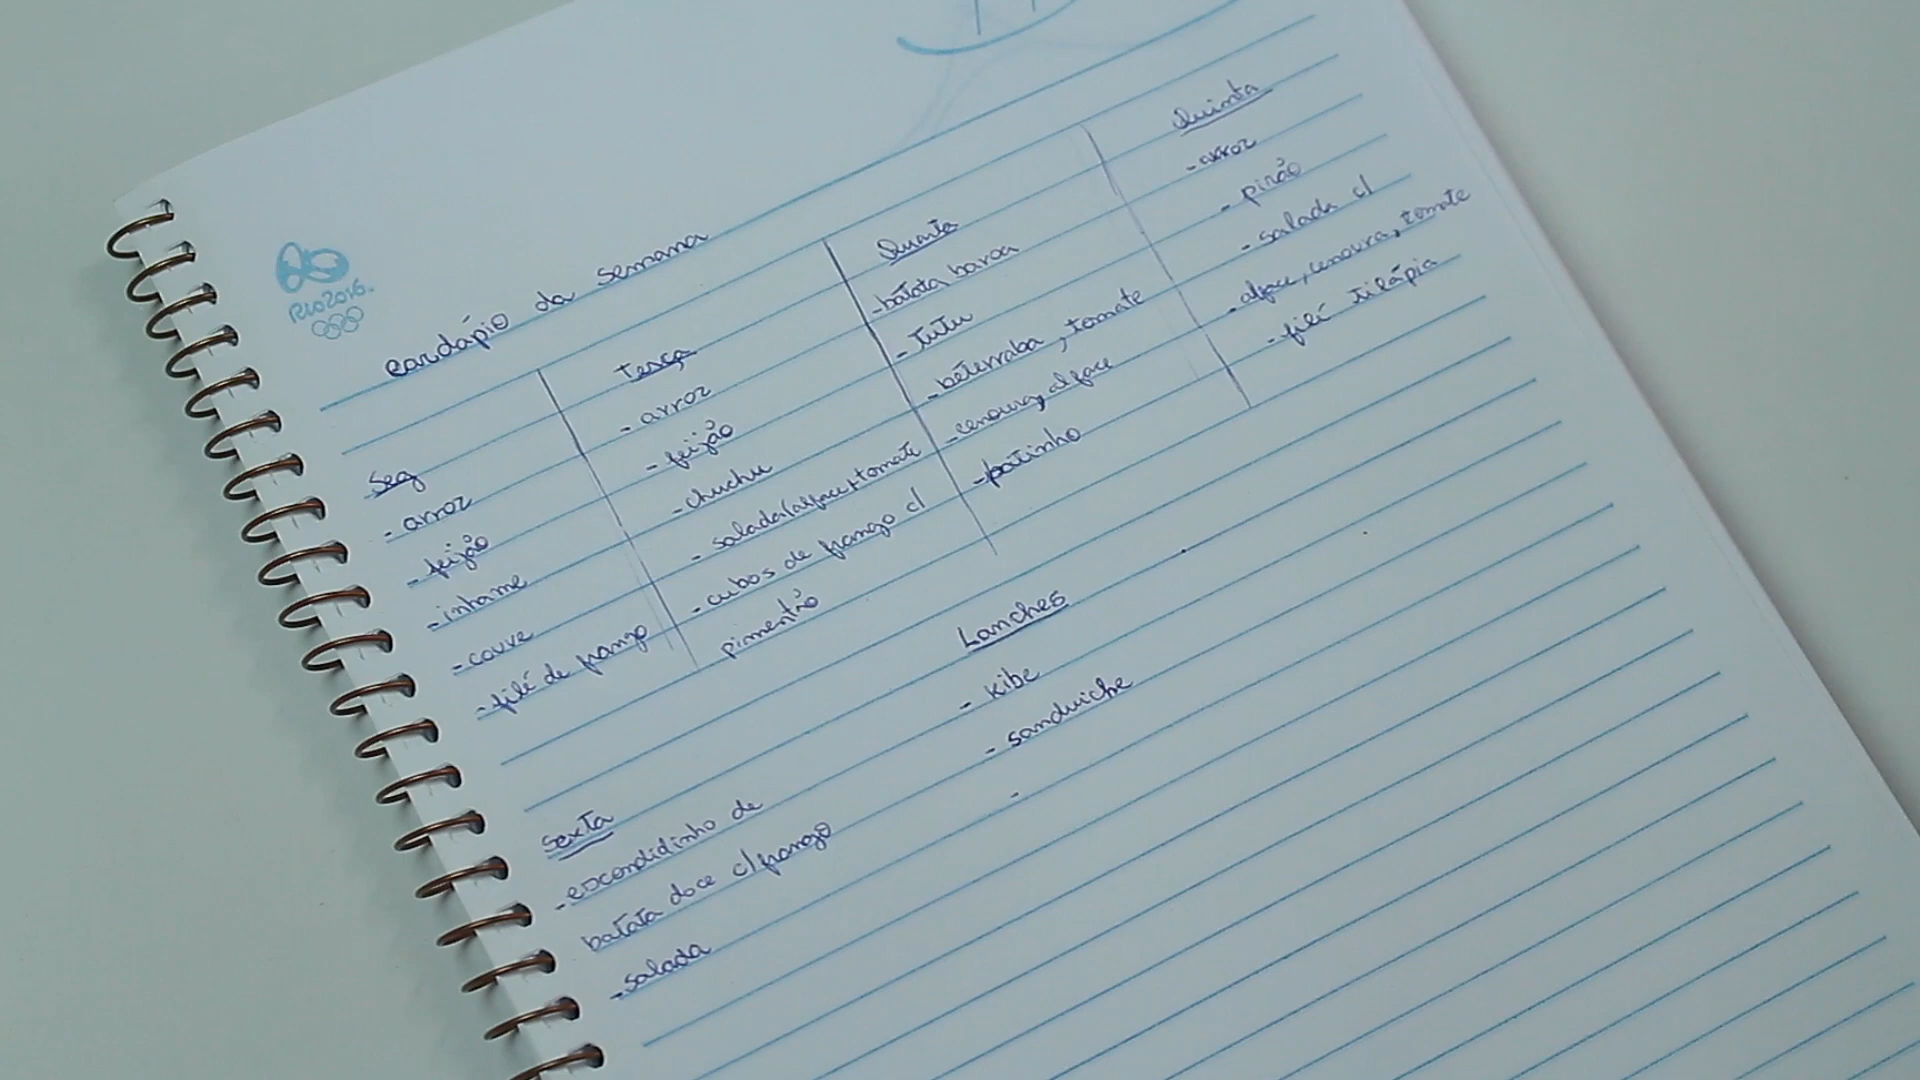 RIO2016.
cardápio da semana
Seg
- arroz
- feijão
- inhame
- couve
- filé de frango
Terça
- arroz
- feijão
- chuchu
- salada(alface+tomate
- cubos de frango c/
pimentão
Quarta
- batata baroa
- tutu
- beterraba, tomate
- cenoura, alface
- patinho
Quinta
- arroz
- pirão
- salada c/
- alface, cenoura, tomate
- filé tilápia
Sexta
- escondidinho de
batata doce c/frango
- salada
Lanches
- Kibe
- sanduiche
-